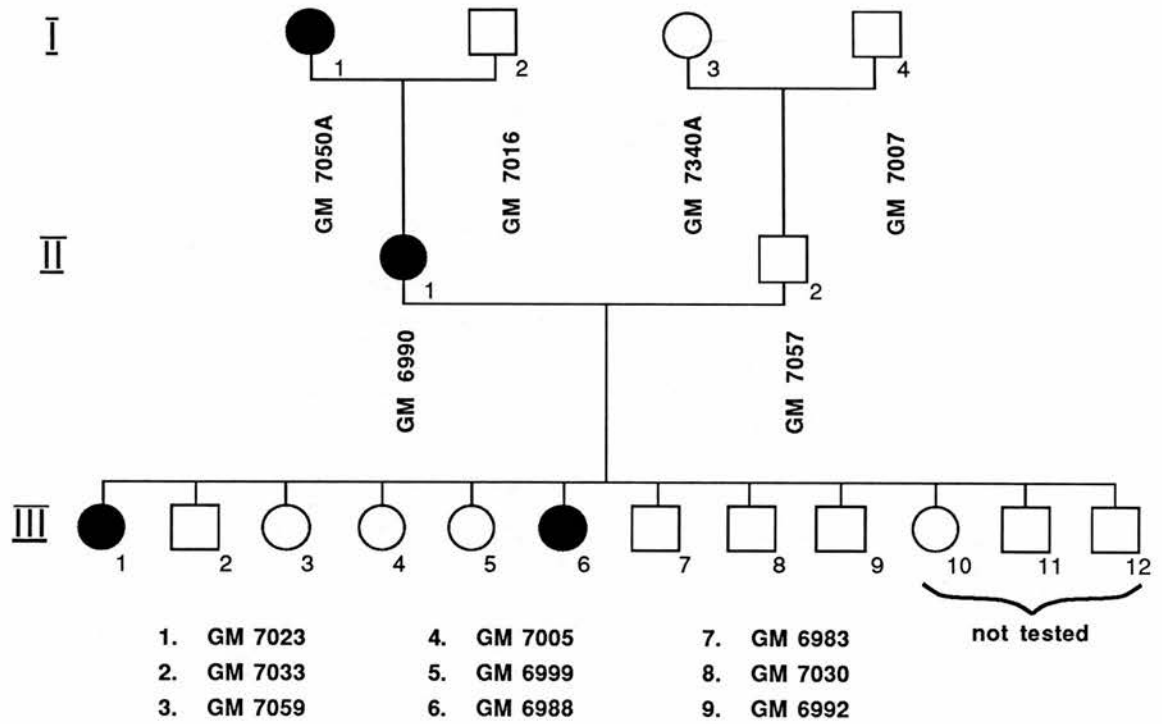 I
1 2 3 4
GM 7050A GM 7016 GM 7340A GM 7007
II
1 2
GM 6990 GM 7057
III
1 2 3 4 5 6 7 8 9 10 11 12
not tested
1. GM 7023 4. GM 7005 7. GM 6983
2. GM 7033 5. GM 6999 8. GM 7030
3. GM 7059 6. GM 6988 9. GM 6992